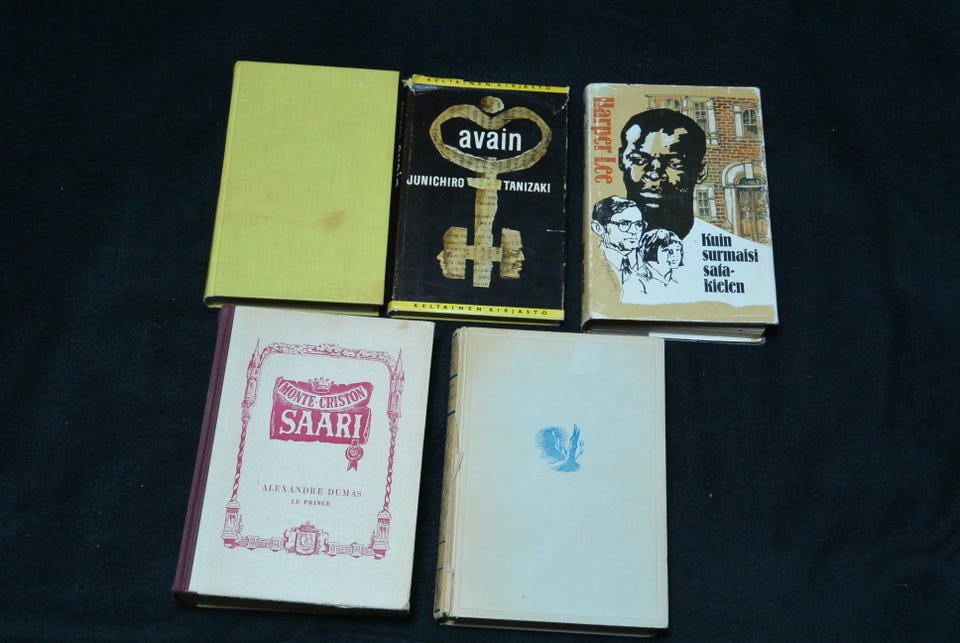 KELTAINEN KIRJASTO
avain
JUNICHIRO TANIZAKI
KELTAINEN KIRJASTO
Harper Lee
Kuin
surmaisi
sata-
kielen
MONTE-CRISTON
SAARI
ALEXANDRE DUMAS
LE PRINCE